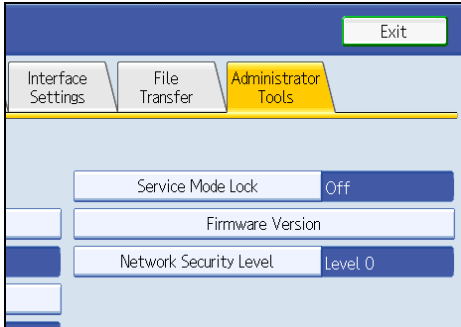 Exit
Interface
Settings
File
Transfer
Administrator
Tools
Service Mode Lock Off
Firmware Version
Network Security Level Level 0